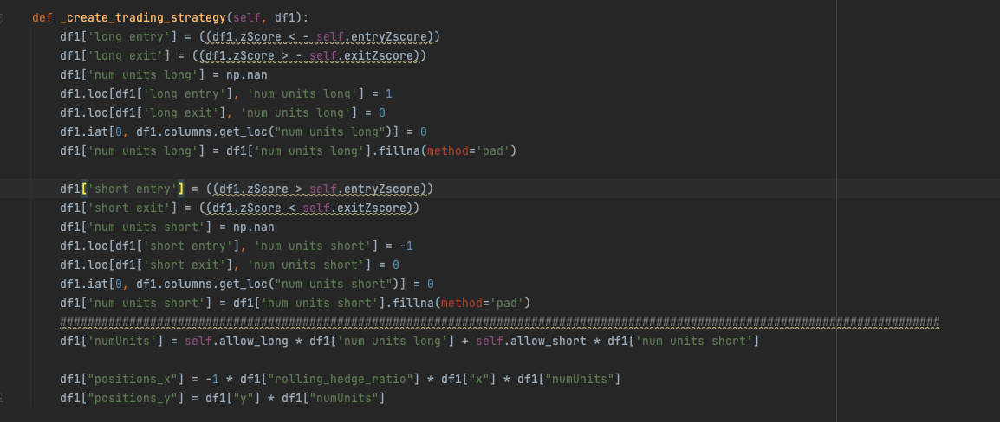 def _create_trading_strategy(self, df1):
    df1['long entry'] = ((df1.zScore < - self.entryZscore))
    df1['long exit'] = ((df1.zScore > - self.exitZscore))
    df1['num units long'] = np.nan
    df1.loc[df1['long entry'], 'num units long'] = 1
    df1.loc[df1['long exit'], 'num units long'] = 0
    df1.iat[0, df1.columns.get_loc("num units long")] = 0
    df1['num units long'] = df1['num units long'].fillna(method='pad')

    df1['short entry'] = ((df1.zScore > self.entryZscore))
    df1['short exit'] = ((df1.zScore < self.exitZscore))
    df1['num units short'] = np.nan
    df1.loc[df1['short entry'], 'num units short'] = -1
    df1.loc[df1['short exit'], 'num units short'] = 0
    df1.iat[0, df1.columns.get_loc("num units short")] = 0
    df1['num units short'] = df1['num units short'].fillna(method='pad')
    ###############################################################################################################################
    df1['numUnits'] = self.allow_long * df1['num units long'] + self.allow_short * df1['num units short']

    df1["positions_x"] = -1 * df1["rolling_hedge_ratio"] * df1["x"] * df1["numUnits"]
    df1["positions_y"] = df1["y"] * df1["numUnits"]